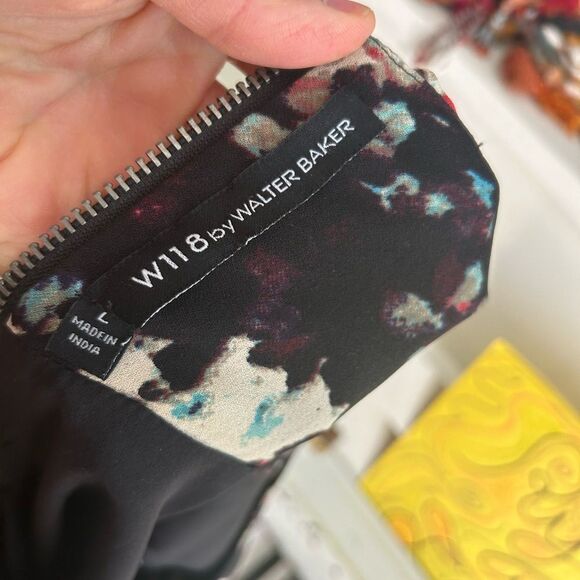 W118 by WALTER BAKER
L
MADE IN
INDIA